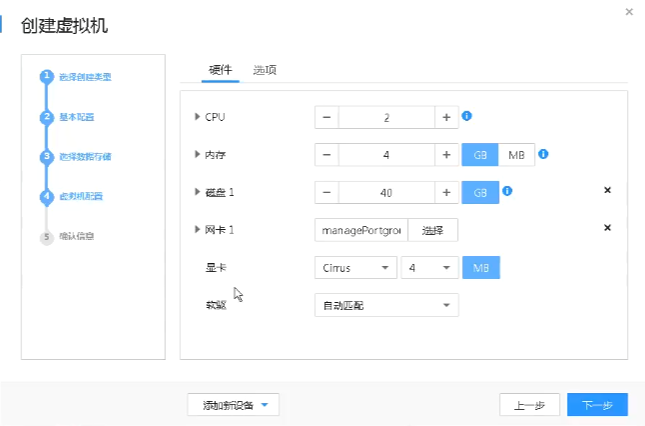 创建虚拟机
1 选择创建类型
2 基本配置
3 选择数据存储
4 虚拟机配置
5 确认信息
硬件 选项
CPU 2
内存 4 GB MB
磁盘 1 40 GB
网卡 1 managePortgro 选择
显卡 Cirrus 4 MB
软驱 自动匹配
添加新设备 上一步 下一步